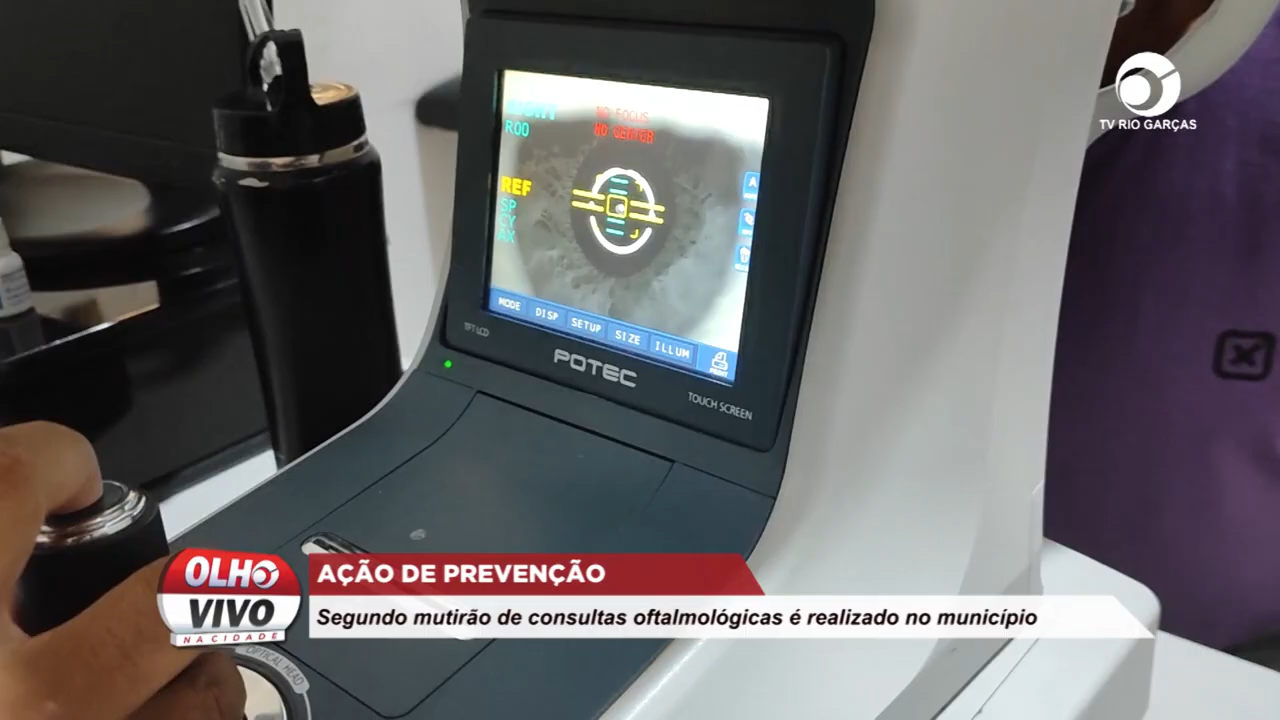 TV RIO GARÇAS
NO FOCUS
NO CENTER
R00
REF
SP
CY
AX
MODE
DISP
SETUP
SIZE
ILLUM
PRINT
TFT LCD
POTEC
TOUCH SCREEN
OLHO
VIVO
NA CIDADE
AÇÃO DE PREVENÇÃO
Segundo mutirão de consultas oftalmológicas é realizado no município
OPTICAL HEAD